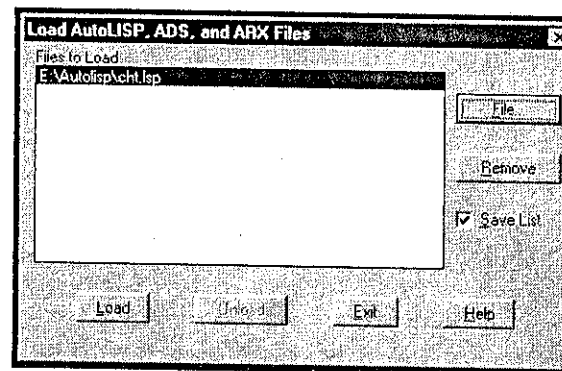 Load AutoLISP, ADS, and ARX Files
Files to Load
E:\Autolisp\cht.lsp
File
Remove
Save List
Load
Unload
Exit
Help